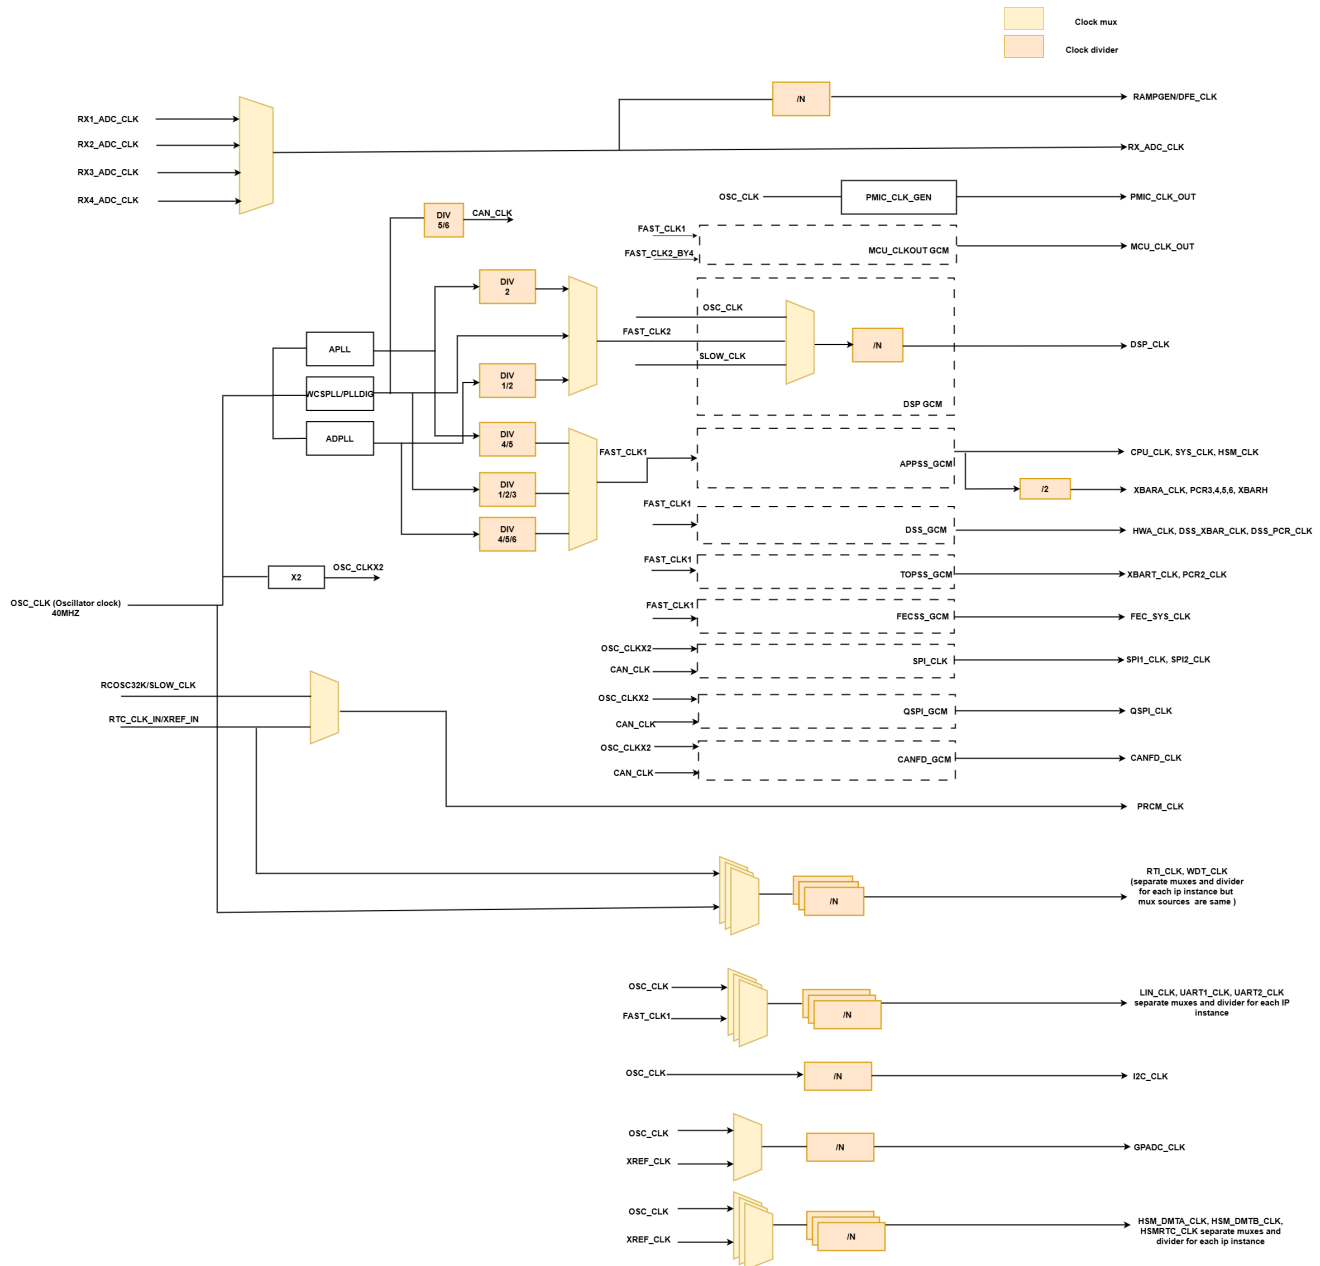 Clock mux
Clock divider
/N
RAMPGEN/DFE_CLK
RX1_ADC_CLK
RX2_ADC_CLK
RX_ADC_CLK
RX3_ADC_CLK
RX4_ADC_CLK
OSC_CLK
PMIC_CLK_GEN
PMIC_CLK_OUT
DIV
5/6
CAN_CLK
FAST_CLK1
FAST_CLK2_BY4
MCU_CLKOUT GCM
MCU_CLK_OUT
DIV
2
OSC_CLK
FAST_CLK2
SLOW_CLK
/N
DSP_CLK
DSP GCM
APLL
WCSPLL/PLLDIG
ADPLL
DIV
1/2
DIV
4/5
FAST_CLK1
APPSS_GCM
CPU_CLK, SYS_CLK, HSM_CLK
/2
XBARA_CLK, PCR3,4,5,6, XBARH
DIV
1/2/3
DIV
4/5/6
FAST_CLK1
DSS_GCM
HWA_CLK, DSS_XBAR_CLK, DSS_PCR_CLK
FAST_CLK1
TOPSS_GCM
XBART_CLK, PCR2_CLK
X2
OSC_CLKX2
OSC_CLK (Oscillator clock)
40MHZ
FAST_CLK1
FECSS_GCM
FEC_SYS_CLK
OSC_CLKX2
CAN_CLK
SPI_CLK
SPI1_CLK, SPI2_CLK
RCOSC32K/SLOW_CLK
RTC_CLK_IN/XREF_IN
OSC_CLKX2
CAN_CLK
QSPI_GCM
QSPI_CLK
OSC_CLKX2
CAN_CLK
CANFD_GCM
CANFD_CLK
PRCM_CLK
/N
RTI_CLK, WDT_CLK
(separate muxes and divider
for each ip instance but
mux sources are same )
OSC_CLK
FAST_CLK1
/N
LIN_CLK, UART1_CLK, UART2_CLK
separate muxes and divider for each IP
instance
OSC_CLK
/N
I2C_CLK
OSC_CLK
XREF_CLK
/N
GPADC_CLK
OSC_CLK
XREF_CLK
/N
HSM_DMTA_CLK, HSM_DMTB_CLK,
HSMRTC_CLK separate muxes and
divider for each ip instance